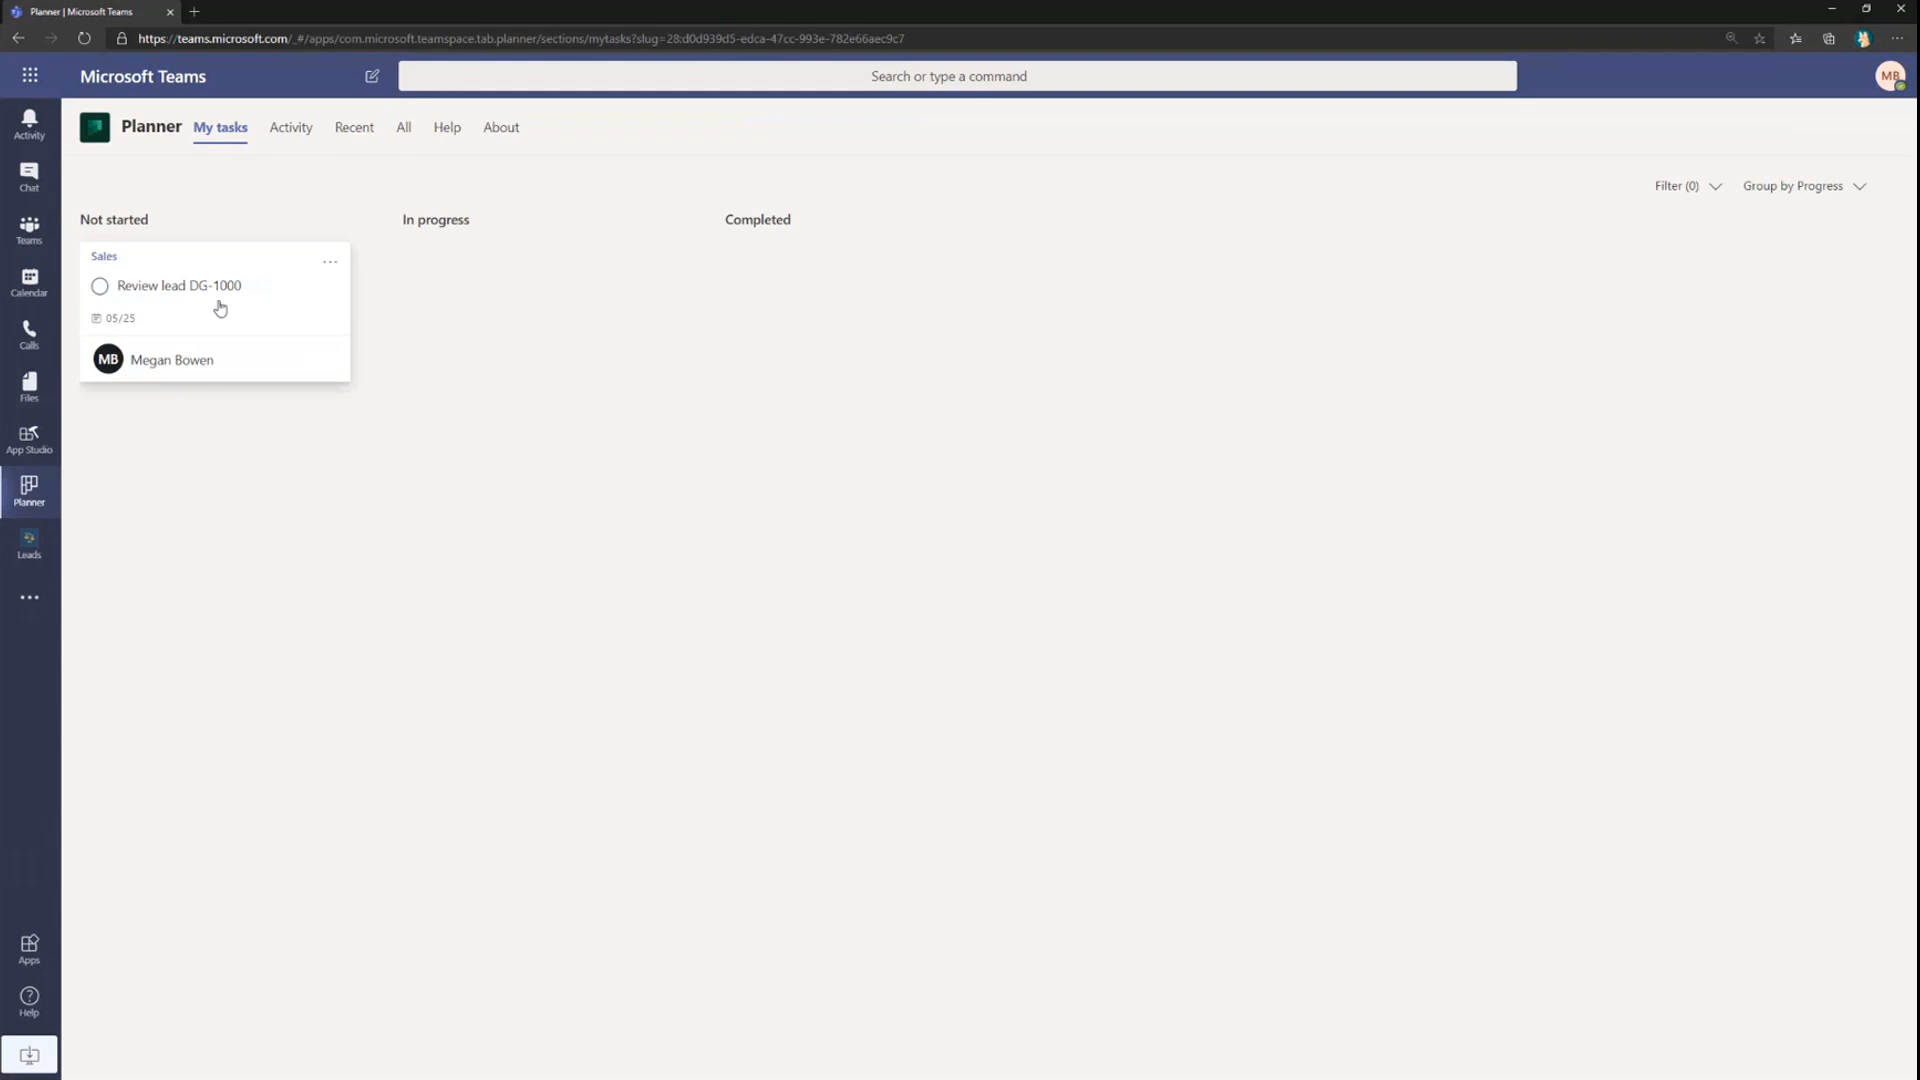 Planner | Microsoft Teams
https://teams.microsoft.com/_#/apps/com.microsoft.teamspace.tab.planner/sections/mytasks?slug=28:d0d939d5-edca-47cc-993e-782e66aec9c7
Microsoft Teams
Search or type a command
MB
Activity
Chat
Teams
Calendar
Calls
Files
App Studio
Planner
Leads
Apps
Help
Planner
My tasks
Activity
Recent
All
Help
About
Filter (0)
Group by Progress
Not started
In progress
Completed
Sales
Review lead DG-1000
05/25
MB Megan Bowen